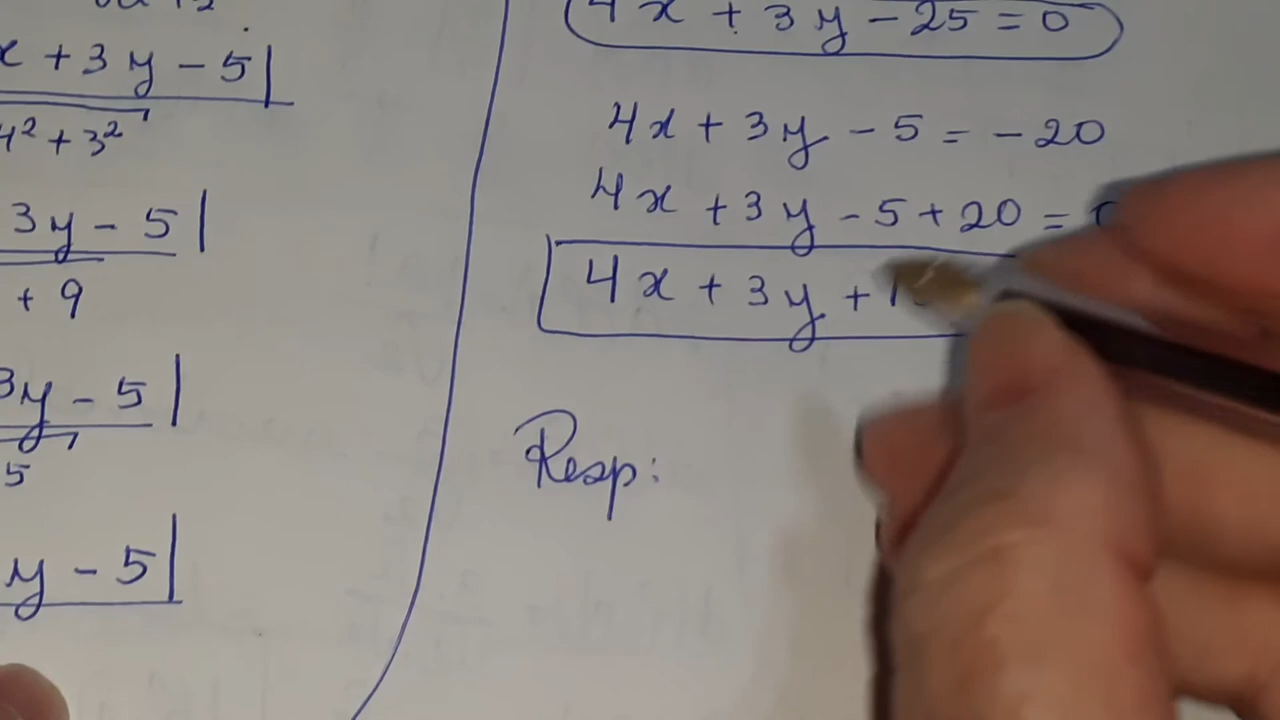 x + 3y - 5|
4² + 3²
3y - 5|
+ 9
3y - 5|
5
y - 5|
4x + 3y - 25 = 0
4x + 3y - 5 = -20
4x + 3y - 5 + 20 =
4x + 3y +
Resp: